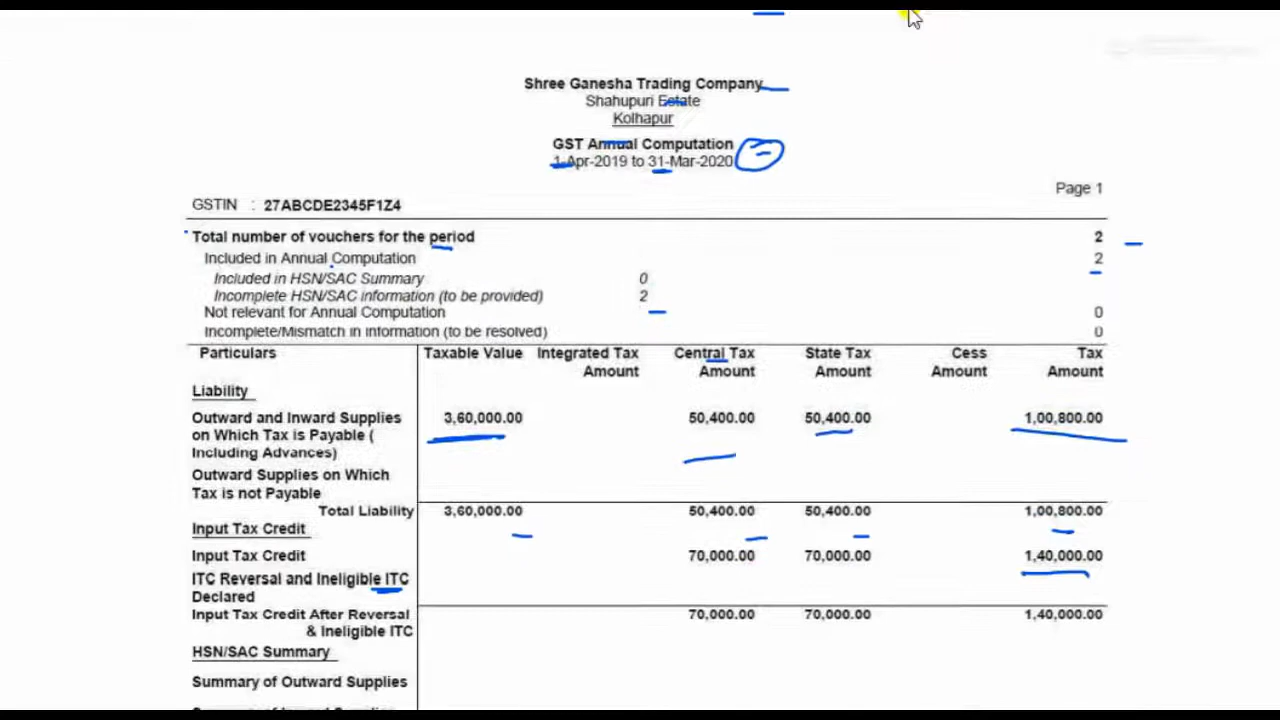 Shree Ganesha Trading Company
Shahupuri Estate
Kolhapur
GST Annual Computation
1-Apr-2019 to 31-Mar-2020
Page 1
GSTIN : 27ABCDE2345F1Z4
Total number of vouchers for the period 2
Included in Annual Computation 2
Included in HSN/SAC Summary 0
Incomplete HSN/SAC information (to be provided) 2
Not relevant for Annual Computation 0
Incomplete/Mismatch in information (to be resolved) 0
Particulars Taxable Value Integrated Tax Central Tax State Tax Cess Tax
Amount Amount Amount Amount Amount
Liability
Outward and Inward Supplies 3,60,000.00 50,400.00 50,400.00 1,00,800.00
on Which Tax is Payable (
Including Advances)
Outward Supplies on Which
Tax is not Payable
Total Liability 3,60,000.00 50,400.00 50,400.00 1,00,800.00
Input Tax Credit
Input Tax Credit 70,000.00 70,000.00 1,40,000.00
ITC Reversal and Ineligible ITC
Declared
Input Tax Credit After Reversal 70,000.00 70,000.00 1,40,000.00
& Ineligible ITC
HSN/SAC Summary
Summary of Outward Supplies